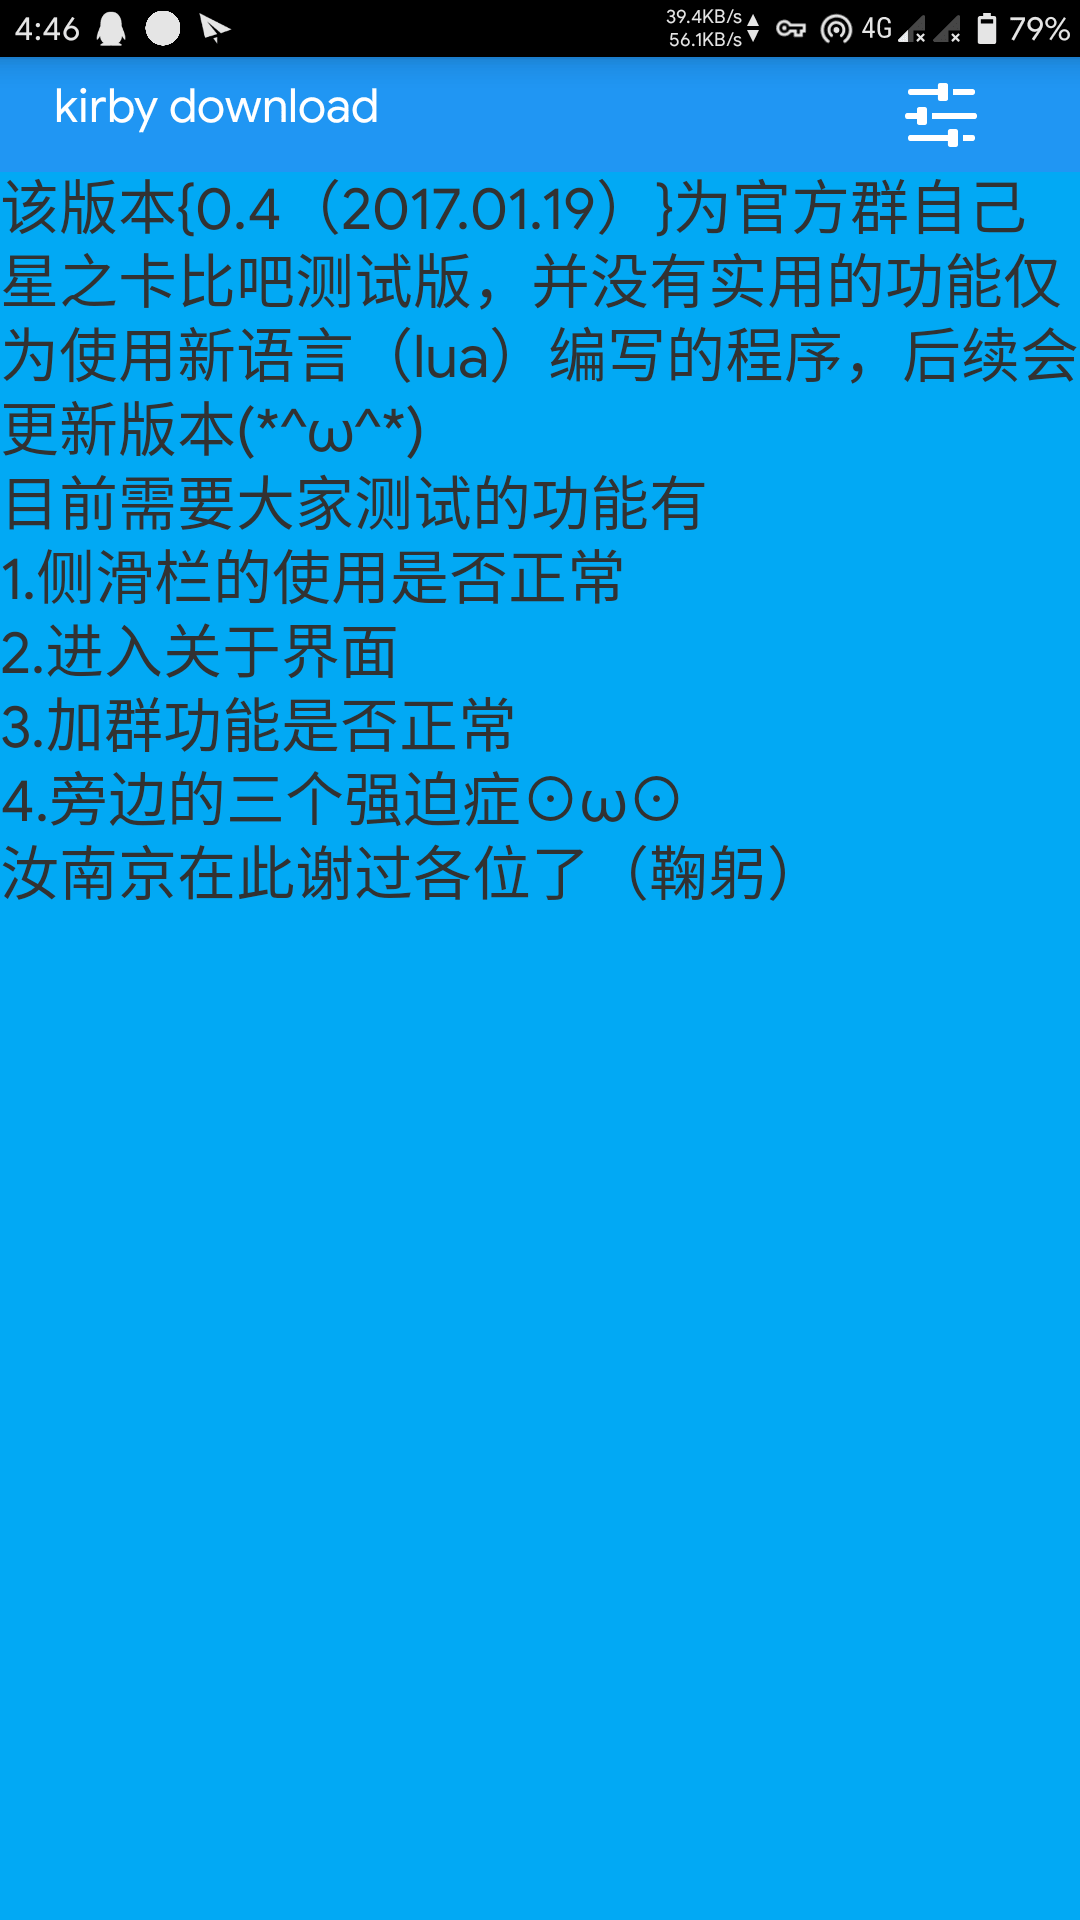 4:46
39.4KB/s
56.1KB/s
4G
79%
kirby download
该版本{0.4（2017.01.19）}为官方群自己
星之卡比吧测试版，并没有实用的功能仅
为使用新语言（lua）编写的程序，后续会
更新版本(*^ω^*)
目前需要大家测试的功能有
1.侧滑栏的使用是否正常
2.进入关于界面
3.加群功能是否正常
4.旁边的三个强迫症⊙ω⊙
汝南京在此谢过各位了（鞠躬）